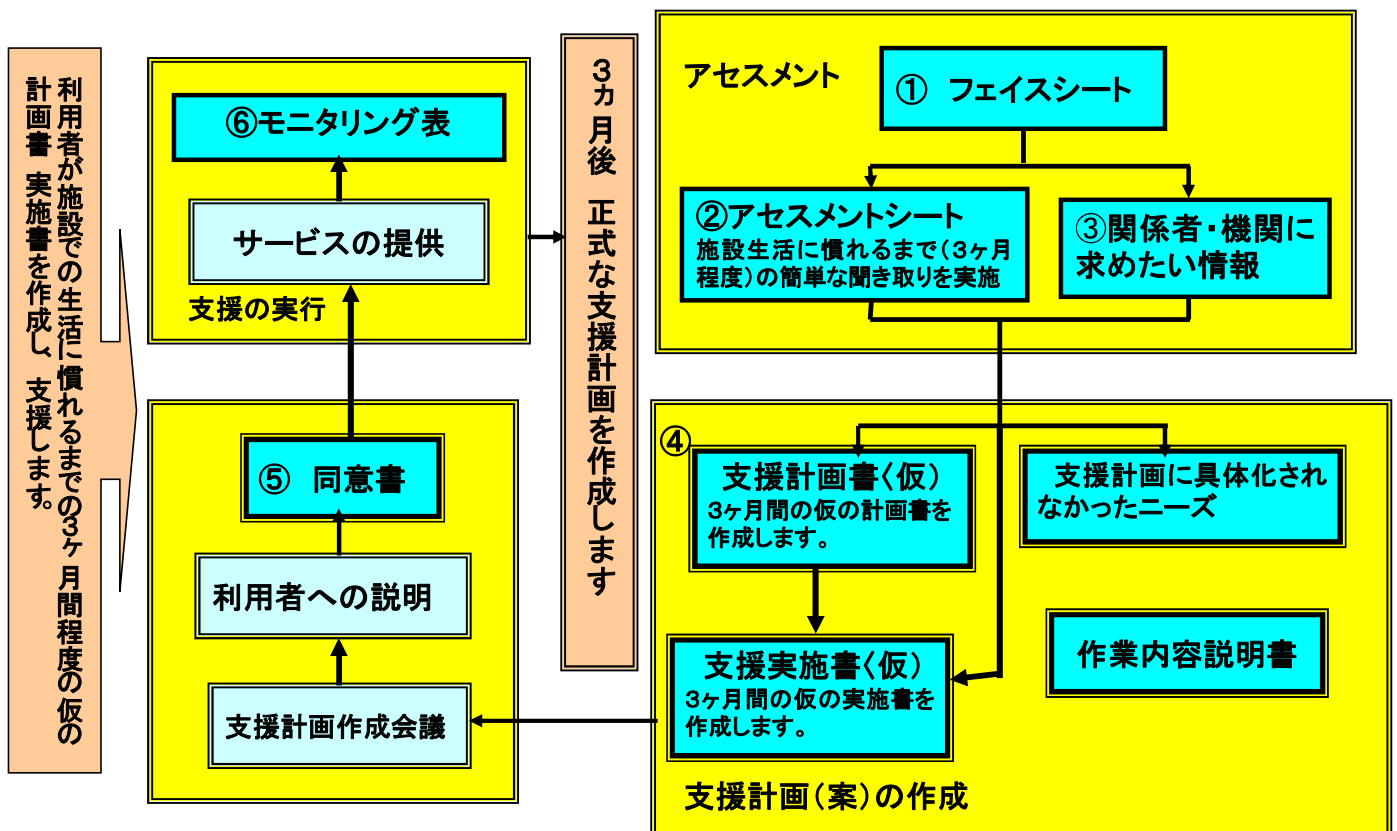 利用者が施設での生活に慣れるまでの3ヶ月間程度の仮の
計画書 実施書を作成し、支援します。
⑥モニタリング表
サービスの提供
支援の実行
⑤ 同意書
利用者への説明
支援計画作成会議
3カ月後 正式な支援計画を作成します
アセスメント
① フェイスシート
②アセスメントシート
施設生活に慣れるまで(3ヶ月
程度)の簡単な聞き取りを実施
③関係者・機関に
求めたい情報
④
支援計画書〈仮〉
3ヶ月間の仮の計画書を
作成します。
支援計画に具体化され
なかったニーズ
支援実施書〈仮〉
3ヶ月間の仮の実施書を
作成します。
作業内容説明書
支援計画(案)の作成